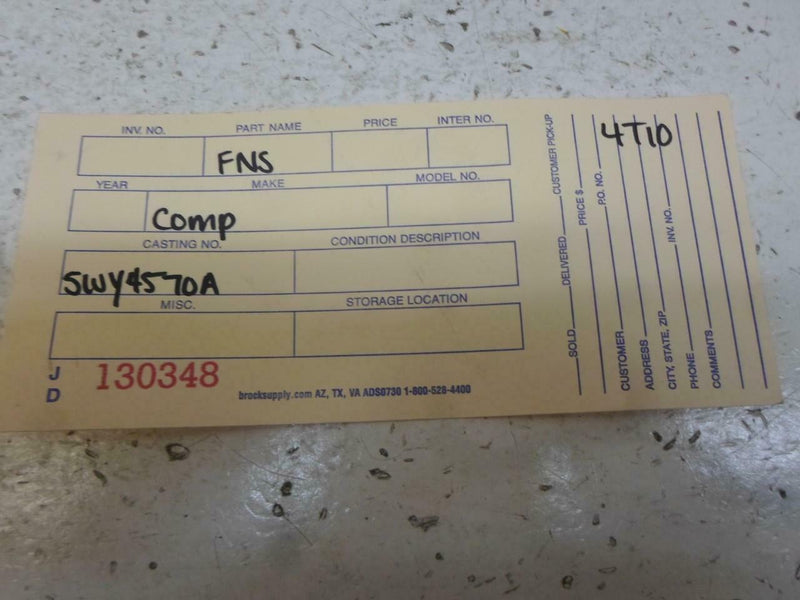 INV. NO. PART NAME PRICE INTER NO.
FNS
YEAR MAKE MODEL NO.
Comp
CASTING NO. CONDITION DESCRIPTION
5WY4570A
MISC. STORAGE LOCATION
J
D
130348
brocksupply.com AZ, TX, VA ADS0730 1-800-528-4400
SOLD DELIVERED CUSTOMER PICK-UP
PRICE $
P.O. NO.
4T10
CUSTOMER
ADDRESS
CITY, STATE, ZIP INV. NO.
PHONE
COMMENTS